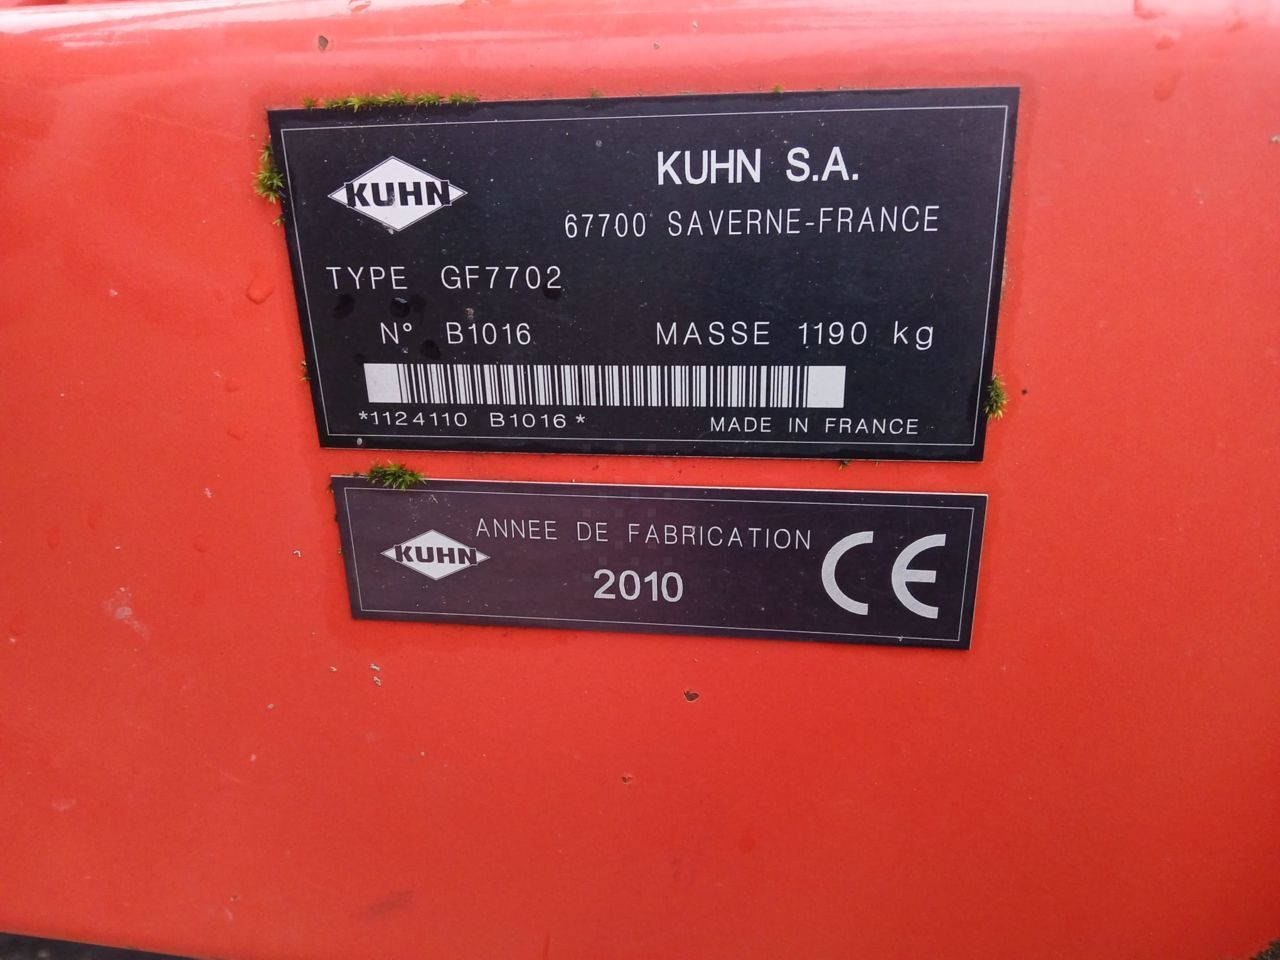 KUHN
KUHN S.A.
67700 SAVERNE-FRANCE
TYPE GF7702
N° B1016 MASSE 1190 kg
*1124110 B1016*
MADE IN FRANCE
KUHN
ANNEE DE FABRICATION
2010
CE